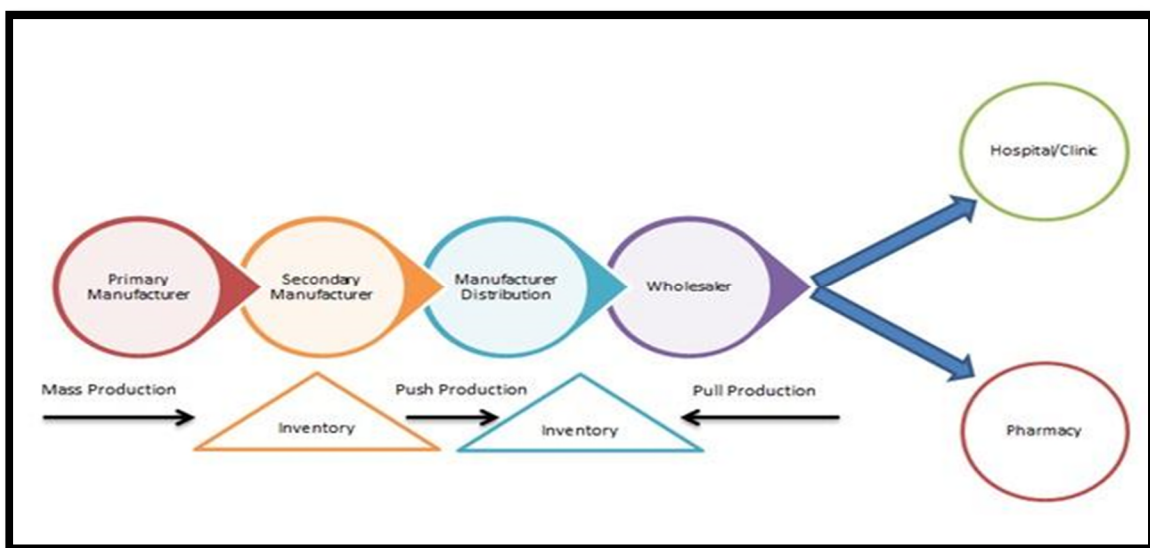 Hospital/Clinic
Primary
Manufacturer
Secondary
Manufacturer
Manufacturer
Distribution
Wholesaler
Mass Production
Push Production
Pull Production
Inventory
Inventory
Pharmacy